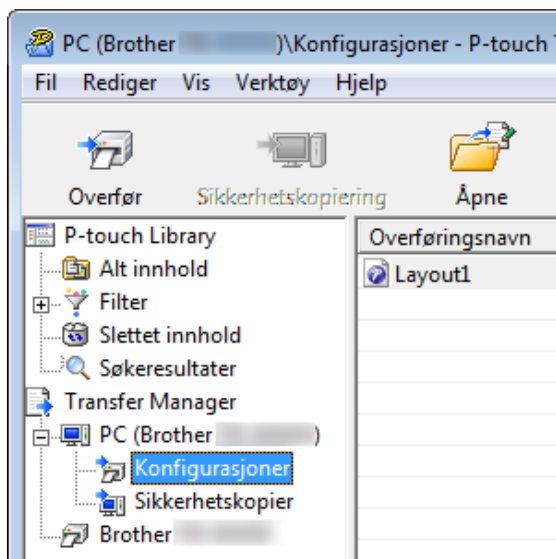 PC (Brother )\Konfigurasjoner - P-touch
Fil Rediger Vis Verktøy Hjelp
Overfør Sikkerhetskopiering Åpne
P-touch Library
Alt innhold
Filter
Slettet innhold
Søkeresultater
Transfer Manager
PC (Brother )
Konfigurasjoner
Sikkerhetskopier
Brother
Overføringsnavn
Layout1